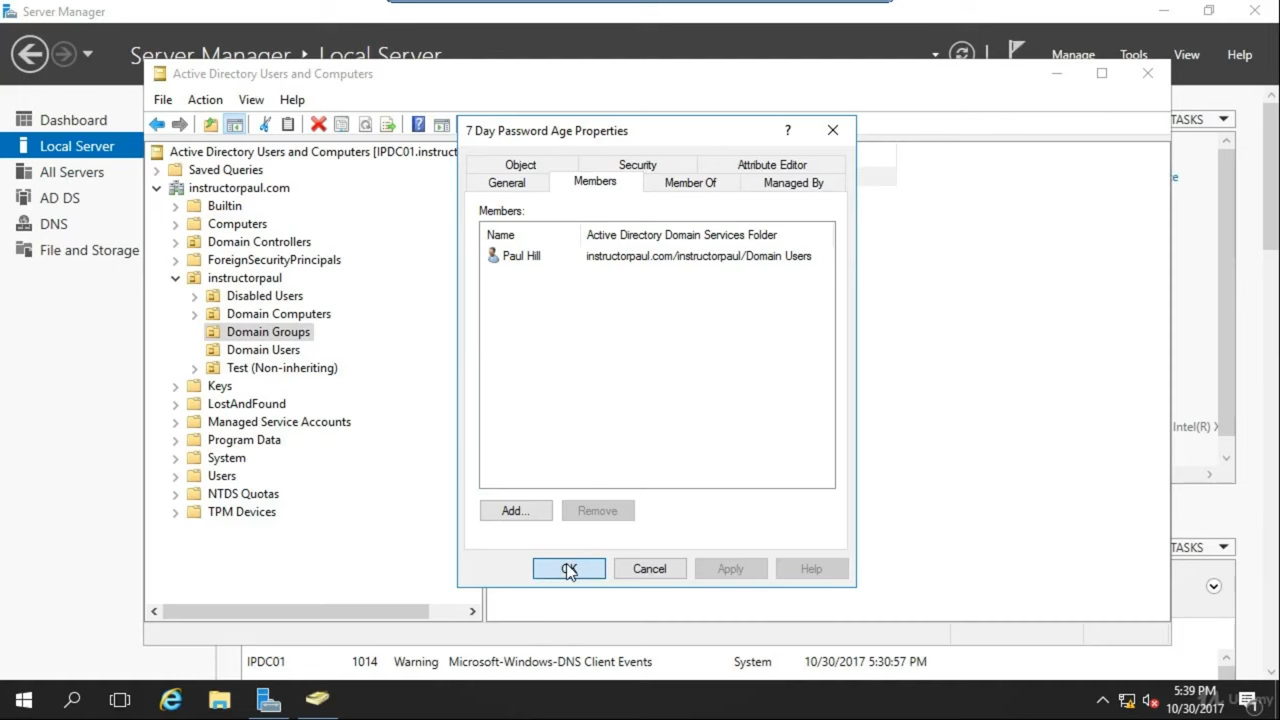 Server Manager
Server Manager • Local Server
Manage Tools View Help
Dashboard
Local Server
All Servers
AD DS
DNS
File and Storage
Active Directory Users and Computers
File Action View Help
Active Directory Users and Computers [IPDC01.instruct
Saved Queries
instructorpaul.com
Builtin
Computers
Domain Controllers
ForeignSecurityPrincipals
instructorpaul
Disabled Users
Domain Computers
Domain Groups
Domain Users
Test (Non-inheriting)
Keys
LostAndFound
Managed Service Accounts
Program Data
System
Users
NTDS Quotas
TPM Devices
7 Day Password Age Properties
Object Security Attribute Editor
General Members Member Of Managed By
Members:
Name Active Directory Domain Services Folder
Paul Hill instructorpaul.com/instructorpaul/Domain Users
Add... Remove
OK Cancel Apply Help
TASKS
Intel(R) X
TASKS
IPDC01 1014 Warning Microsoft-Windows-DNS Client Events System 10/30/2017 5:30:57 PM
5:39 PM
10/30/2017
Udemy
1